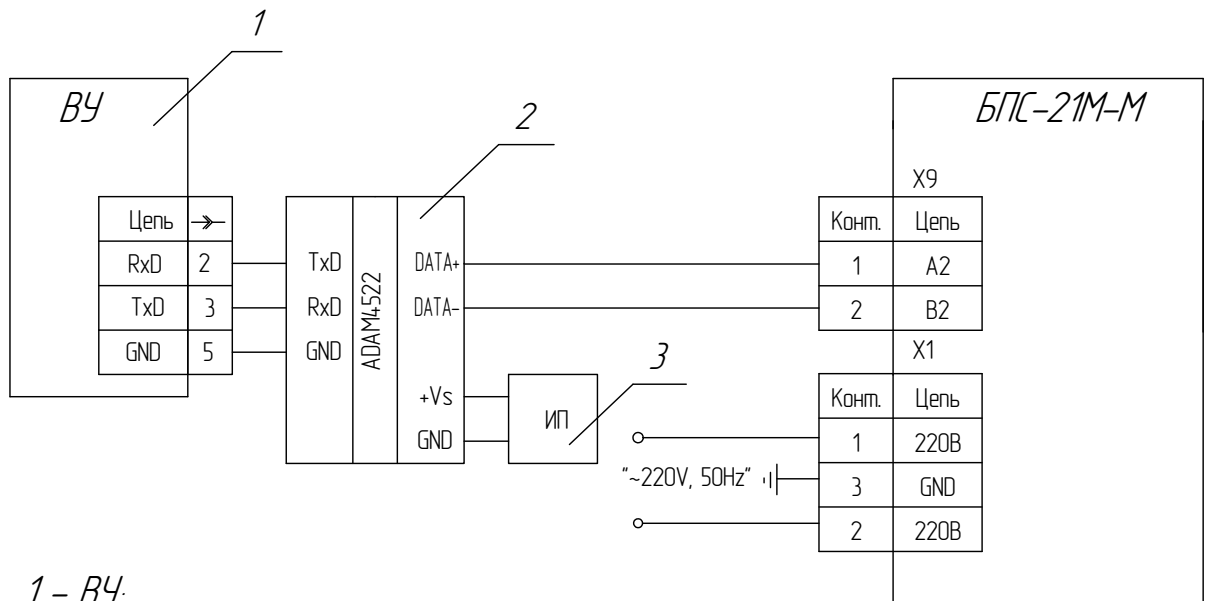 1
ВУ
БПС-21М-М
2
X9
Цепь
Конт. Цепь
RxD 2 TxD DATA+ 1 A2
TxD 3 RxD ADAM4522 DATA- 2 B2
GND 5 GND X1
3
+Vs ИП Конт. Цепь
GND 1 220В
"~220V, 50Hz" 3 GND
2 220В
1 - ВУ;